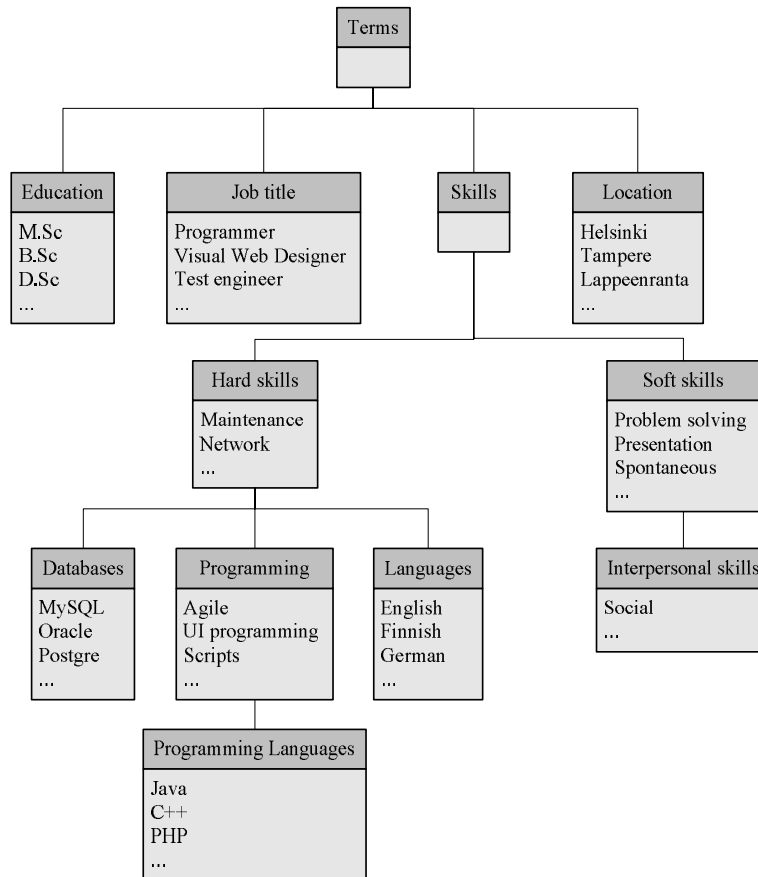 Terms
Education
M.Sc
B.Sc
D.Sc
...
Job title
Programmer
Visual Web Designer
Test engineer
...
Skills
Location
Helsinki
Tampere
Lappeenranta
...
Hard skills
Maintenance
Network
...
Soft skills
Problem solving
Presentation
Spontaneous
...
Databases
MySQL
Oracle
Postgre
...
Programming
Agile
UI programming
Scripts
...
Languages
English
Finnish
German
...
Interpersonal skills
Social
...
Programming Languages
Java
C++
PHP
...